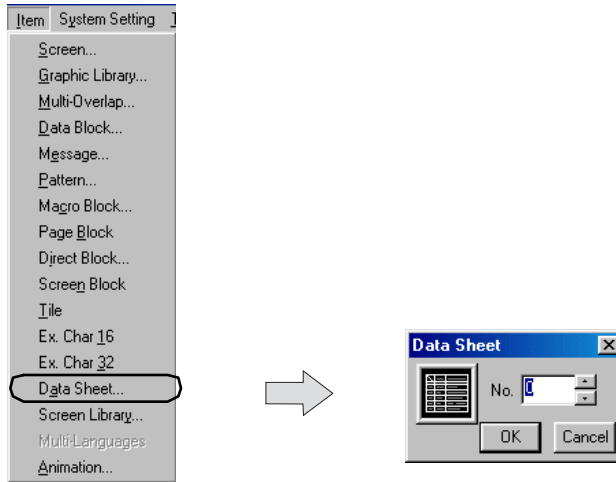 Item System Setting
Screen...
Graphic Library...
Multi-Overlap...
Data Block...
Message...
Pattern...
Macro Block...
Page Block
Direct Block...
Screen Block
Tile
Ex. Char 16
Ex. Char 32
Data Sheet...
Screen Library...
Multi-Languages
Animation...
Data Sheet
No. 0
OK Cancel